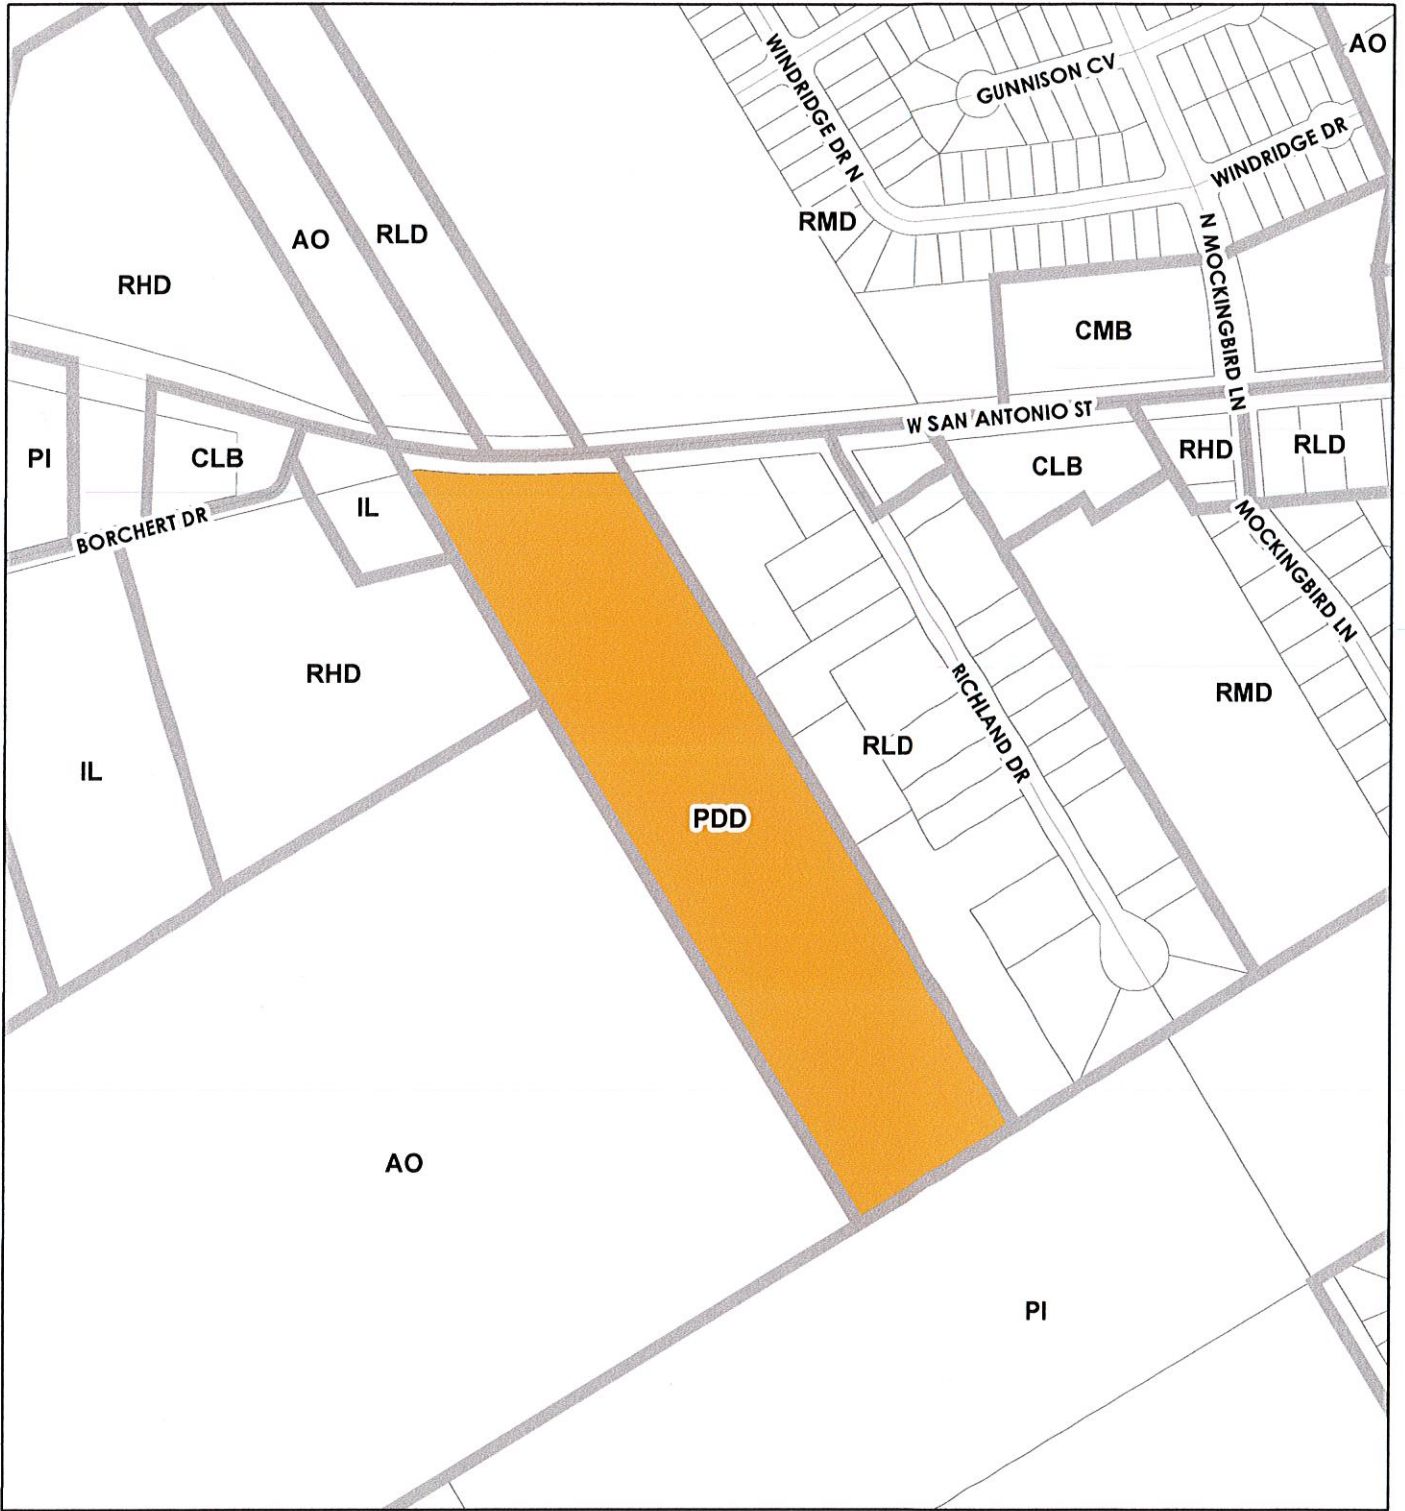 AO
GUNNISON CV
WINDRIDGE DR N
WINDRIDGE DR
RMD
AO
RLD
RHD
N MOCKINGBIRD LN
CMB
W SAN ANTONIO ST
PI
CLB
CLB
RHD
RLD
IL
BORCHERT DR
MOCKINGBIRD LN
RHD
RICHLAND DR
RMD
RLD
IL
PDD
AO
PI